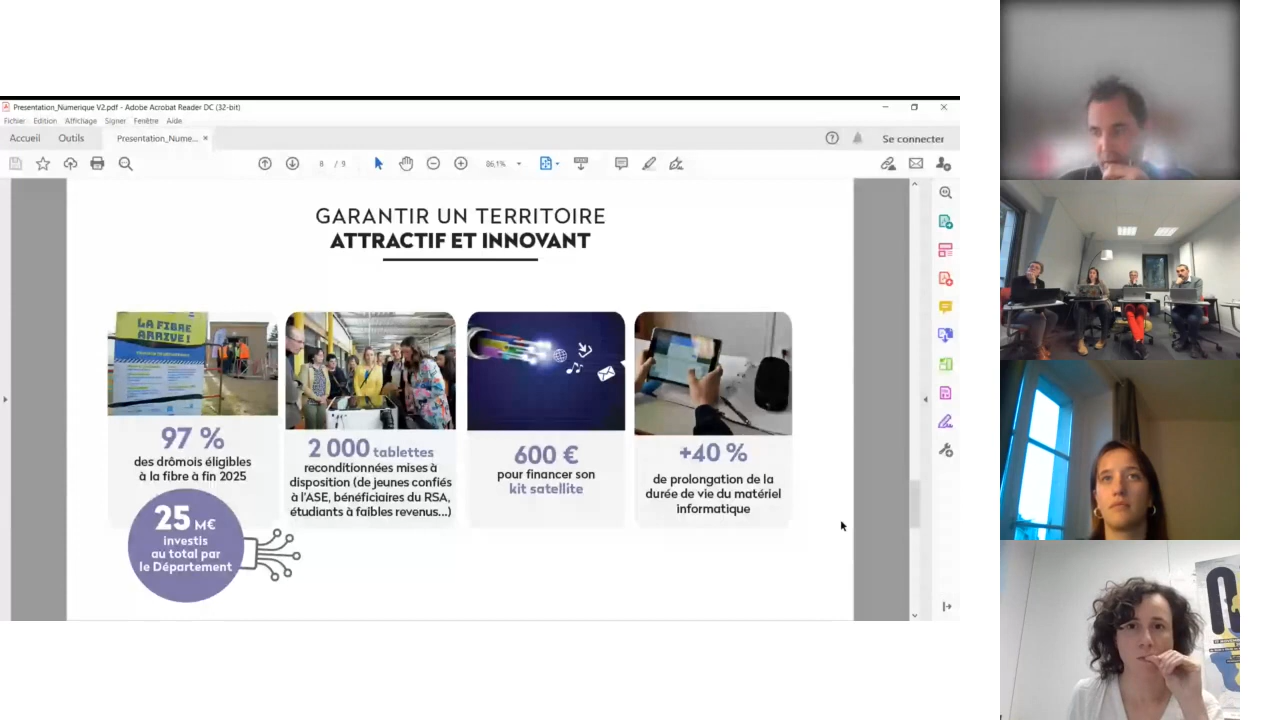 Presentation_Numerique V2.pdf - Adobe Acrobat Reader DC (32-bit)
Fichier Edition Affichage Signer Fenêtre Aide
Accueil Outils Presentation_Nume... × Se connecter
8 / 9 86,1%
GARANTIR UN TERRITOIRE
ATTRACTIF ET INNOVANT
LA FIBRE
ARRIVE !
97 %
des drômois éligibles
à la fibre à fin 2025
25 M€
investis
au total par
le Département
2 000 tablettes
reconditionnées mises à
disposition (de jeunes confiés
à l'ASE, bénéficiaires du RSA,
étudiants à faibles revenus...)
600 €
pour financer son
kit satellite
+40 %
de prolongation de la
durée de vie du matériel
informatique